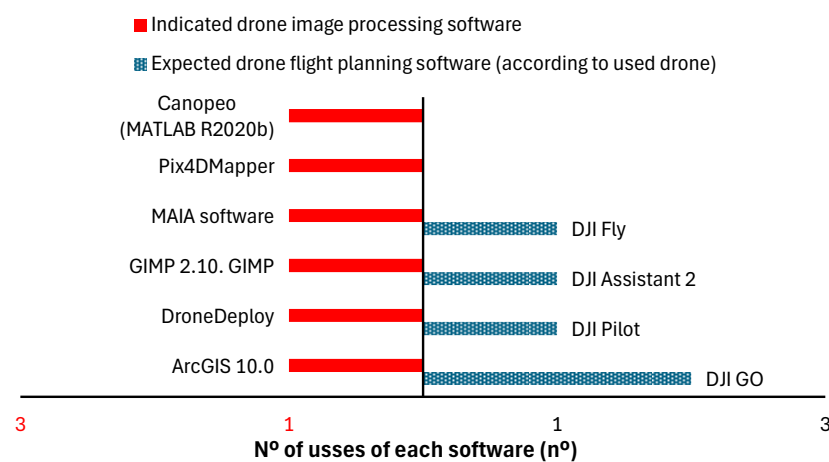 Indicated drone image processing software
Expected drone flight planning software (according to used drone)
Canopeo
(MATLAB R2020b)
Pix4DMapper
MAIA software
DJI Fly
GIMP 2.10. GIMP
DJI Assistant 2
DroneDeploy
DJI Pilot
ArcGIS 10.0
DJI GO
3 1 1 3
Nº of usses of each software (nº)